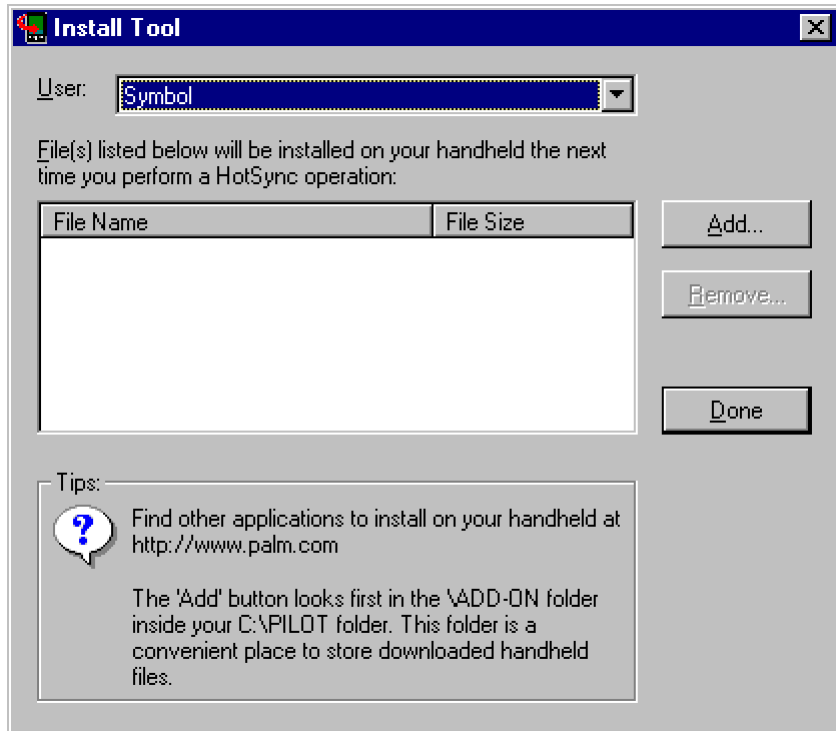 Install Tool
User: Symbol
File(s) listed below will be installed on your handheld the next
time you perform a HotSync operation:
File Name File Size
Add...
Remove...
Done
Tips:
Find other applications to install on your handheld at
http://www.palm.com
The 'Add' button looks first in the \ADD-ON folder
inside your C:\PILOT folder. This folder is a
convenient place to store downloaded handheld
files.